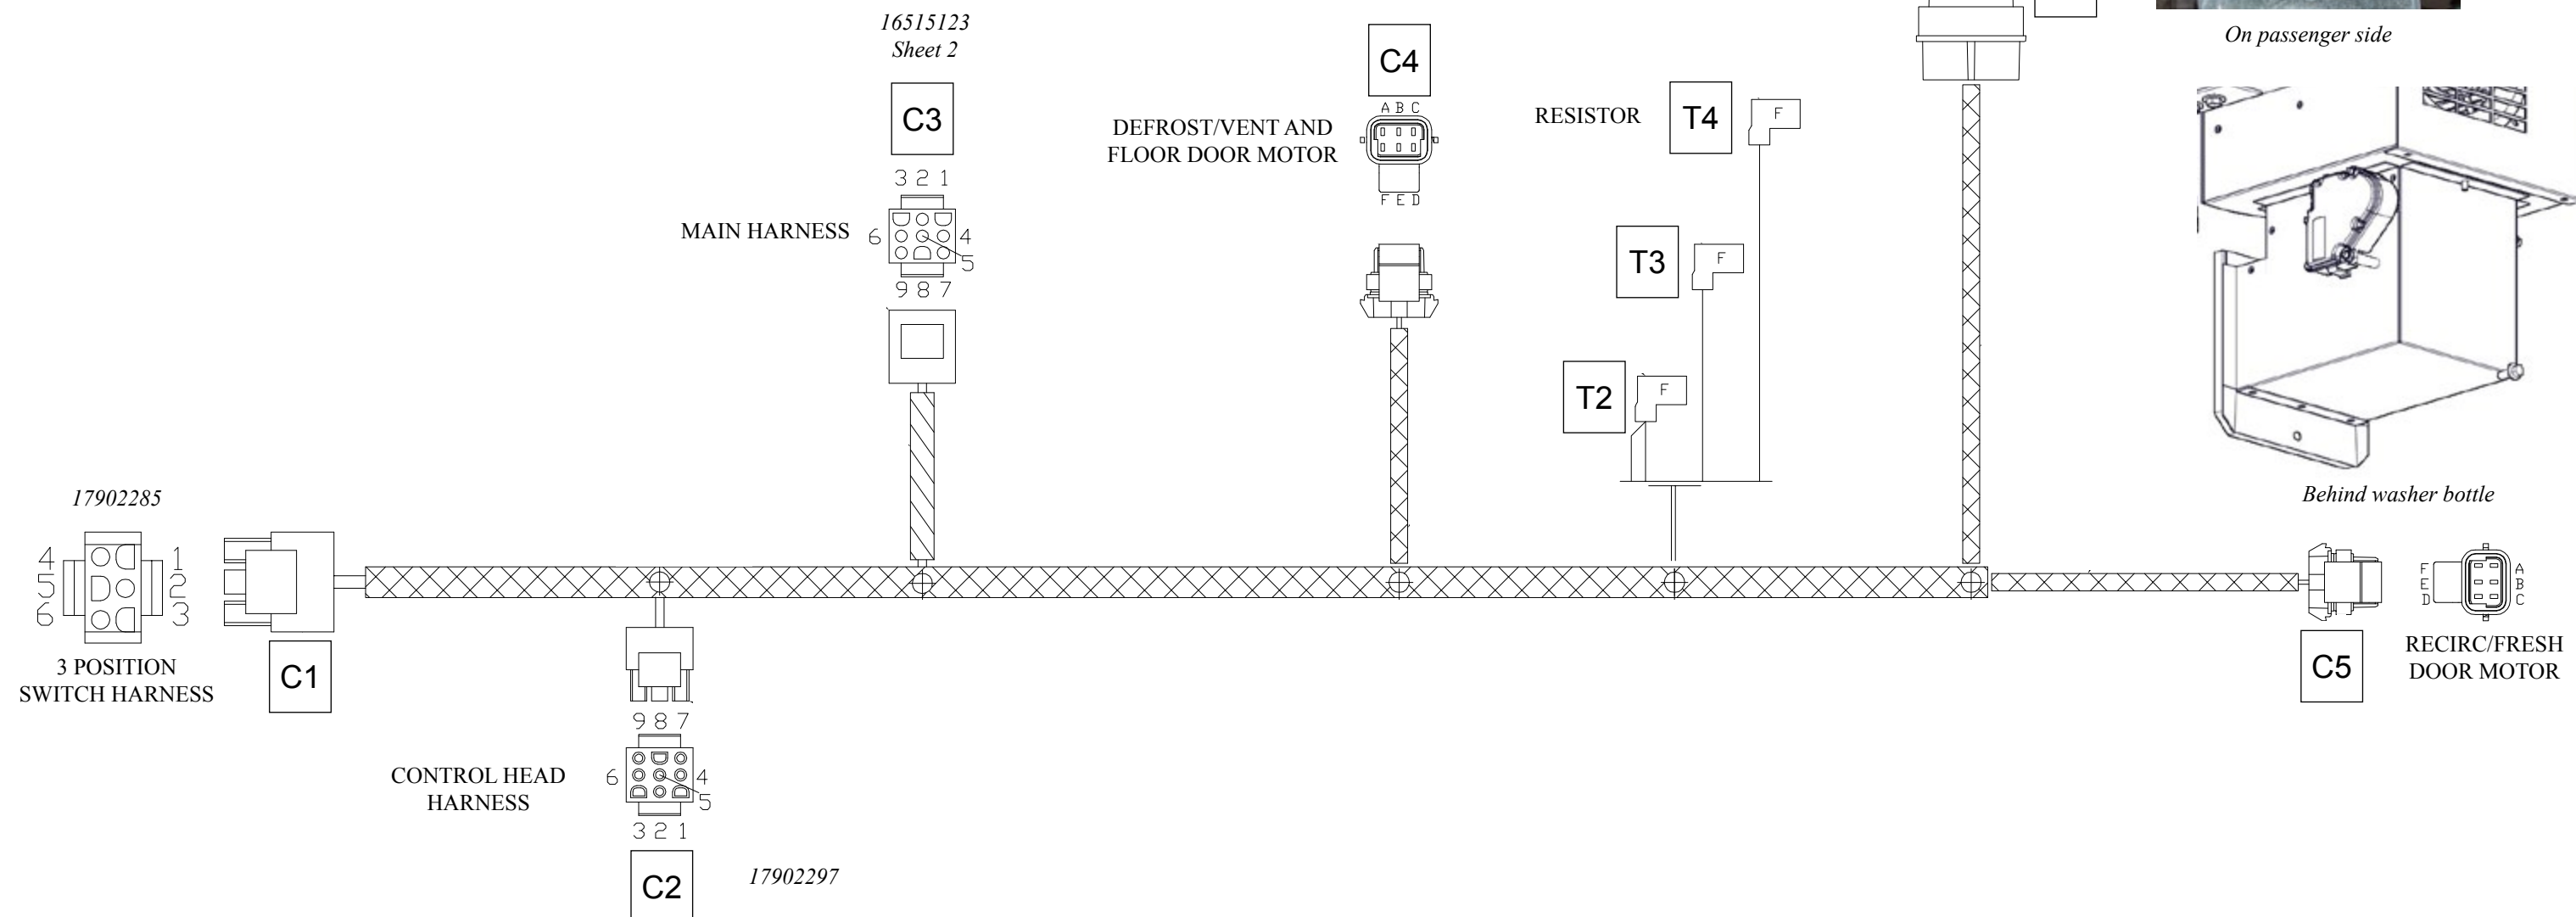 16515123
Sheet 2
C3
3 2 1
MAIN HARNESS
6
4
5
9 8 7
C4
A B C
DEFROST/VENT AND
FLOOR DOOR MOTOR
F E D
RESISTOR
T4
F
T3
F
T2
F
On passenger side
Behind washer bottle
17902285
4
5
6
1
2
3
3 POSITION
SWITCH HARNESS
C1
9 8 7
CONTROL HEAD
HARNESS
6
4
5
3 2 1
C2
17902297
C5
F
E
D
A
B
C
RECIRC/FRESH
DOOR MOTOR